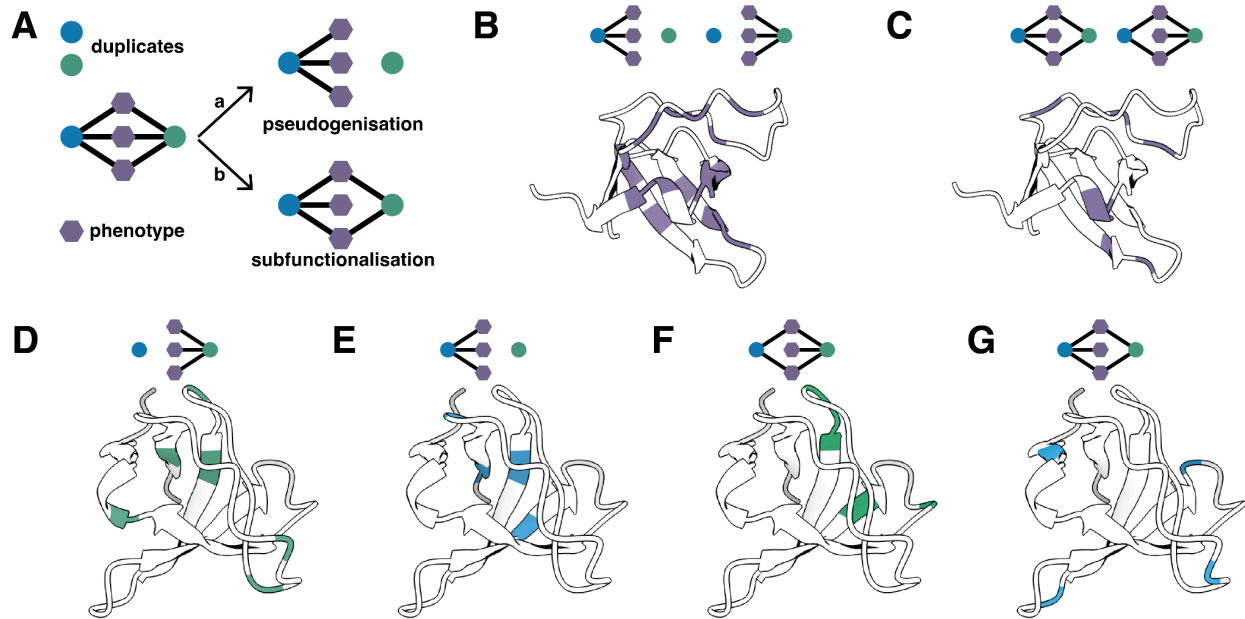 A
duplicates
a
pseudogenisation
b
phenotype
subfunctionalisation
B
C
D
E
F
G